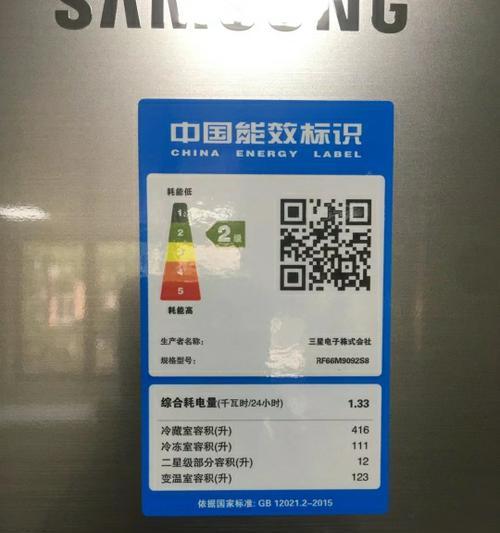 SAMSUNG
中国能效标识
CHINA ENERGY LABEL
耗能低
1
2
3
4
5
耗能高
2级
生产者名称: 三星电子株式会社
规格型号: RF66M9092S8
综合耗电量(千瓦时/24小时) 1.33
冷藏室容积(升) 416
冷冻室容积(升) 111
二星级部分容积(升) 12
变温室容积(升) 123
依据国家标准: GB 12021.2-2015